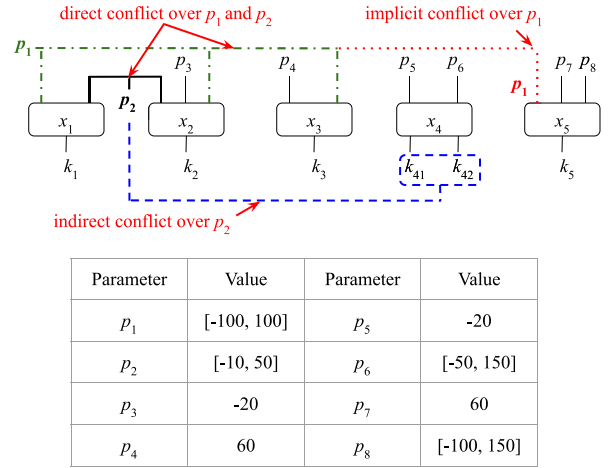 direct conflict over p1 and p2
implicit conflict over p1
p1
p3 p4 p5 p6 p7 p8
p2 p1
x1 x2 x3 x4 x5
k1 k2 k3 k41 k42 k5
indirect conflict over p2
Parameter Value Parameter Value
p1 [-100, 100] p5 -20
p2 [-10, 50] p6 [-50, 150]
p3 -20 p7 60
p4 60 p8 [-100, 150]